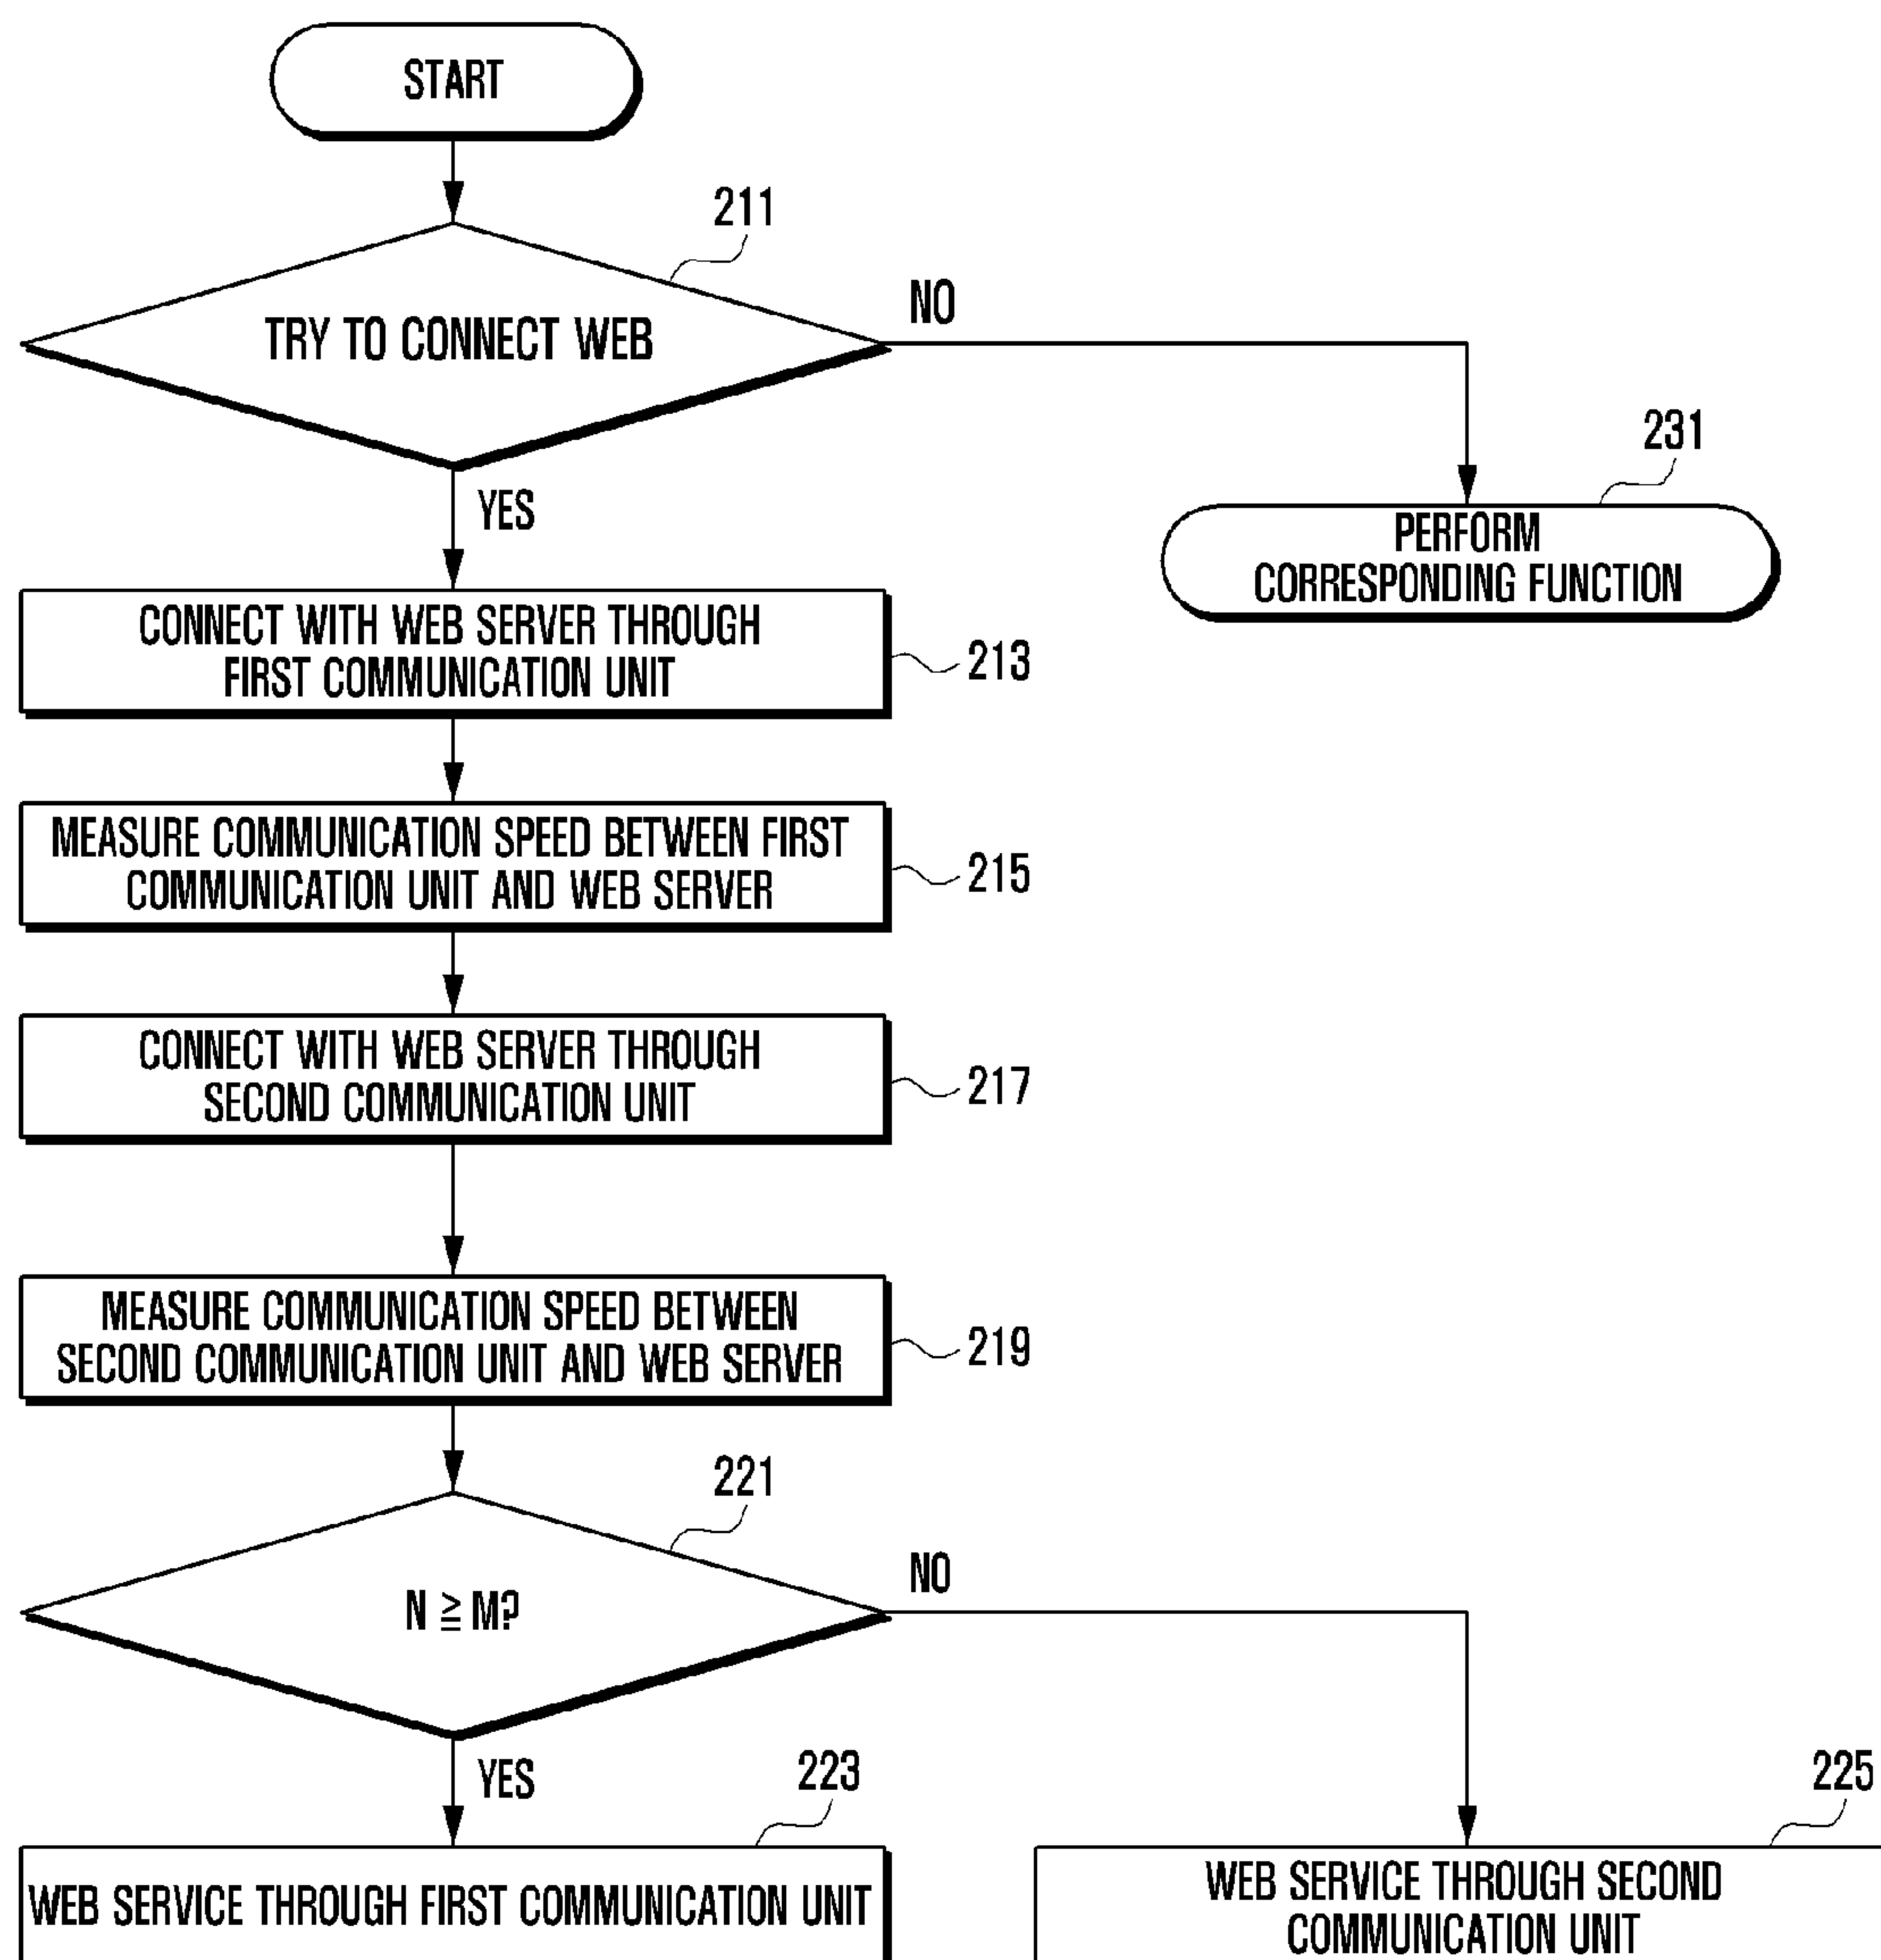 START
211
TRY TO CONNECT WEB
NO
231
YES
PERFORM
CORRESPONDING FUNCTION
CONNECT WITH WEB SERVER THROUGH
FIRST COMMUNICATION UNIT
213
MEASURE COMMUNICATION SPEED BETWEEN FIRST
COMMUNICATION UNIT AND WEB SERVER
215
CONNECT WITH WEB SERVER THROUGH
SECOND COMMUNICATION UNIT
217
MEASURE COMMUNICATION SPEED BETWEEN
SECOND COMMUNICATION UNIT AND WEB SERVER
219
221
NO
N ≧ M?
YES
223
225
WEB SERVICE THROUGH FIRST COMMUNICATION UNIT
WEB SERVICE THROUGH SECOND
COMMUNICATION UNIT